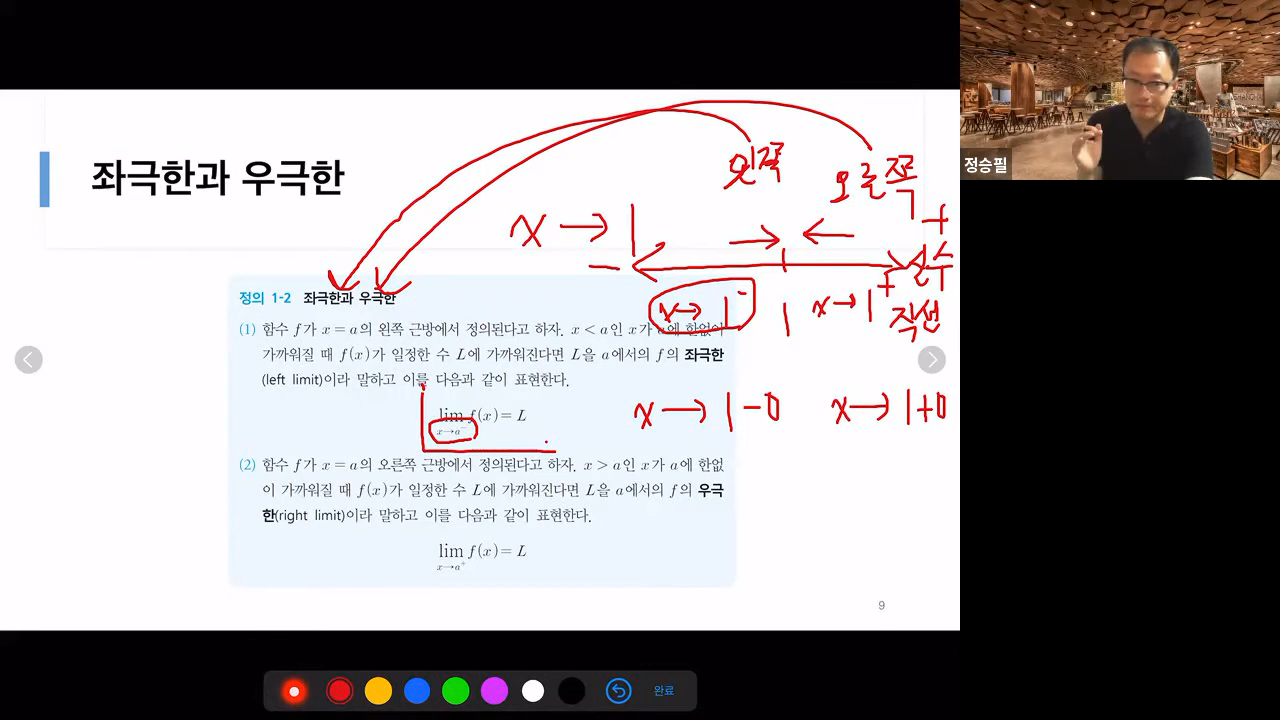 좌극한과 우극한
왼쪽
오른쪽
x → 1
+
−
실수
직선
x → 1⁻
1
x → 1⁺
x → 1-0
x → 1+0
정의 1-2 좌극한과 우극한
(1) 함수 f가 x = a의 왼쪽 근방에서 정의된다고 하자. x < a인 x가 a에 한없이
가까워질 때 f(x)가 일정한 수 L에 가까워진다면 L을 a에서의 f의 좌극한
(left limit)이라 말하고 이를 다음과 같이 표현한다.
lim f(x) = L
x→a⁻
(2) 함수 f가 x = a의 오른쪽 근방에서 정의된다고 하자. x > a인 x가 a에 한없
이 가까워질 때 f(x)가 일정한 수 L에 가까워진다면 L을 a에서의 f의 우극
한(right limit)이라 말하고 이를 다음과 같이 표현한다.
lim f(x) = L
x→a⁺
9
정승필
완료